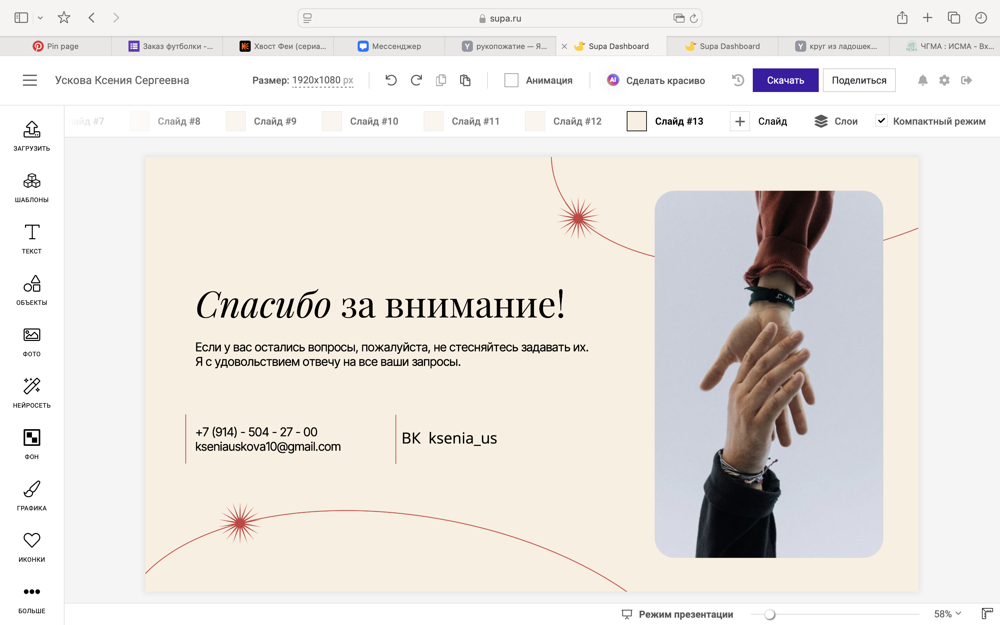 supa.ru
Pin page
Заказ футболки -...
Хвост Феи (сериа...
Мессенджер
рукопожатие — Я...
Supa Dashboard
Supa Dashboard
круг из ладошек...
ЧГМА : ИСМА - Вх...
Ускова Ксения Сергеевна
Размер: 1920x1080 px
Анимация
AI Сделать красиво
Скачать
Поделиться
лайд #7
Слайд #8
Слайд #9
Слайд #10
Слайд #11
Слайд #12
Слайд #13
Слайд
Слои
Компактный режим
ЗАГРУЗИТЬ
ШАБЛОНЫ
ТЕКСТ
ОБЪЕКТЫ
ФОТО
НЕЙРОСЕТЬ
ФОН
ГРАФИКА
ИКОНКИ
БОЛЬШЕ
Спасибо за внимание!
Если у вас остались вопросы, пожалуйста, не стесняйтесь задавать их.
Я с удовольствием отвечу на все ваши запросы.
+7 (914) - 504 - 27 - 00
kseniauskova10@gmail.com
ВК ksenia_us
Режим презентации
58%